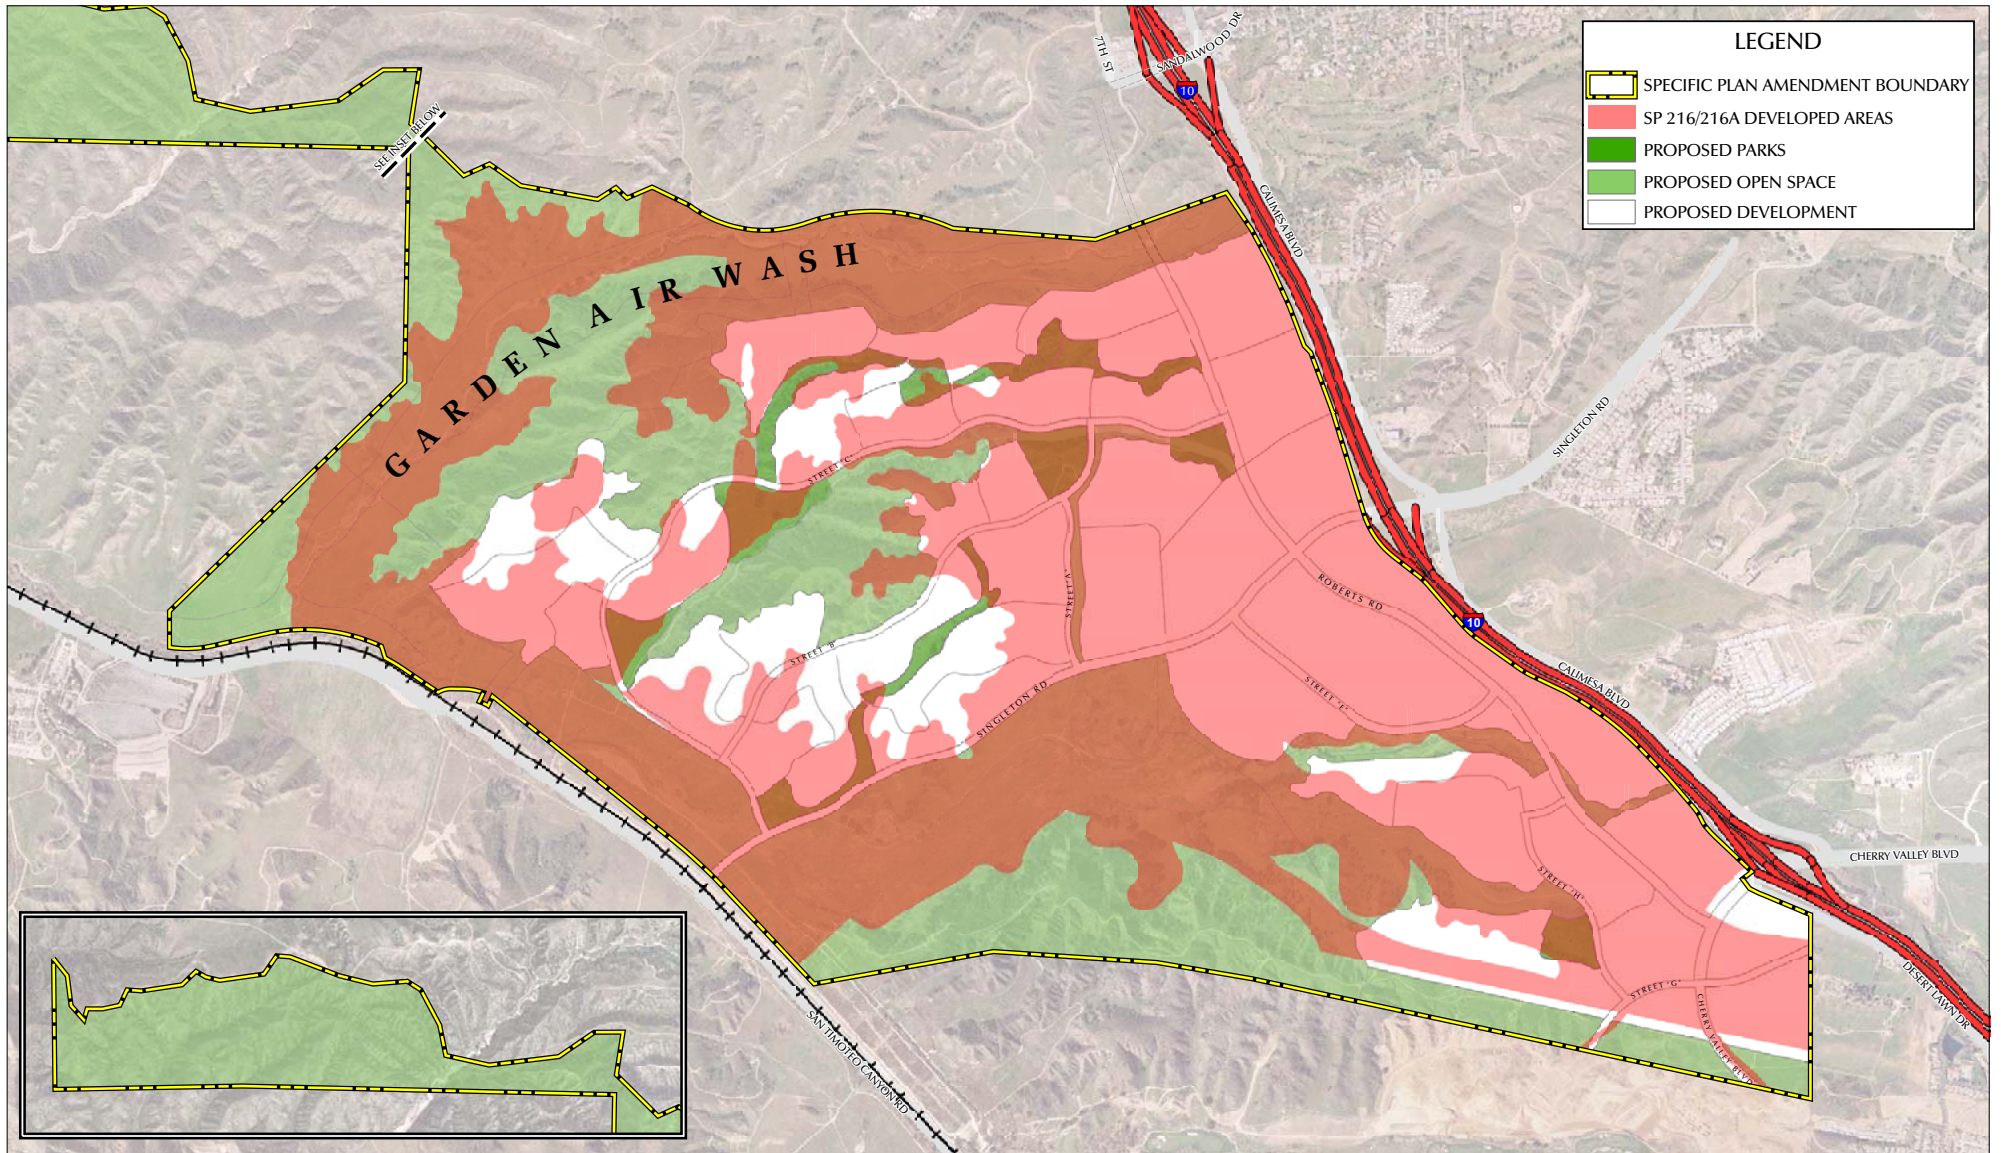 LEGEND
SPECIFIC PLAN AMENDMENT BOUNDARY
SP 216/216A DEVELOPED AREAS
PROPOSED PARKS
PROPOSED OPEN SPACE
PROPOSED DEVELOPMENT
7TH ST
SANDALWOOD DR
10
SEE INSET BELOW
CALIMESA BLVD
GARDEN AIR WASH
SINGLETON RD
STREET "C"
STREET "A"
ROBERTS RD
10
STREET "B"
CALIMESA BLVD
STREET "E"
SINGLETON RD
CHERRY VALLEY BLVD
STREET "H"
DESERT LAWN DR
STREET "G"
CHERRY VALLEY BLVD
SAN TIMOTEO CANYON RD